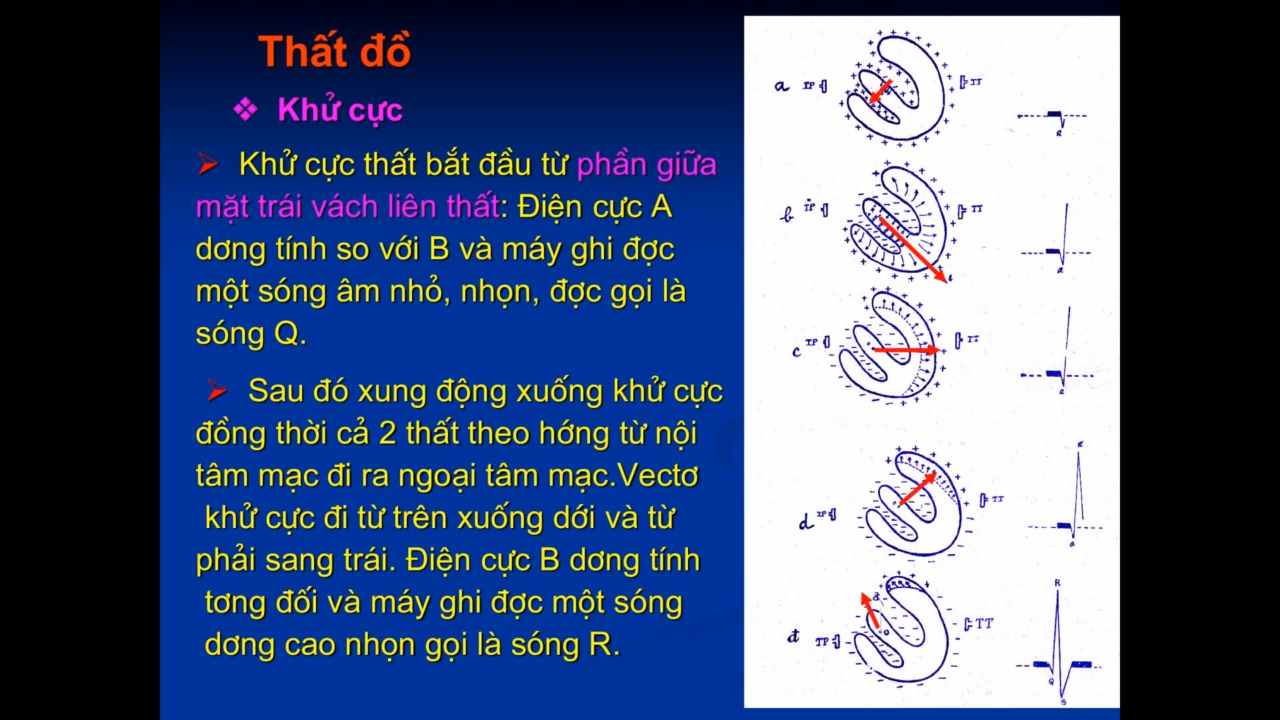 Thất đồ
❖ Khử cực
➢ Khử cực thất bắt đầu từ phần giữa
mặt trái vách liên thất: Điện cực A
dơng tính so với B và máy ghi đợc
một sóng âm nhỏ, nhọn, đợc gọi là
sóng Q.
➢ Sau đó xung động xuống khử cực
đồng thời cả 2 thất theo hớng từ nội
tâm mạc đi ra ngoại tâm mạc.Vectơ
khử cực đi từ trên xuống dới và từ
phải sang trái. Điện cực B dơng tính
tơng đối và máy ghi đợc một sóng
dơng cao nhọn gọi là sóng R.
a TP TT
Q
b TP TT
Q
c TP TT
Q
R
d TP TT
Q
R
đ TP TT
Q
S